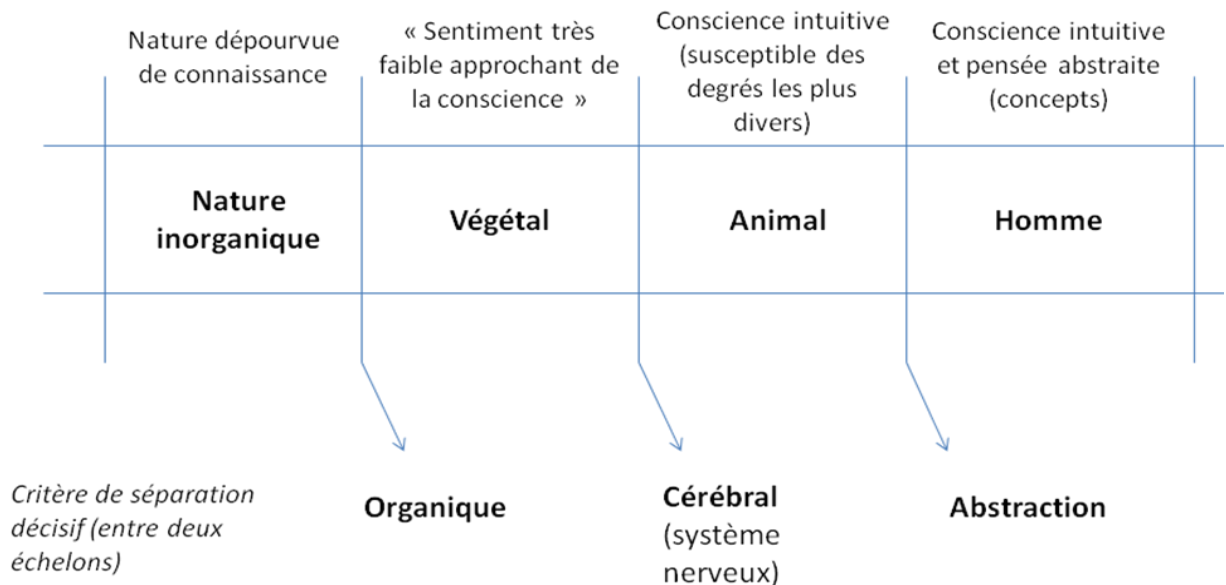 Nature dépourvue
de connaissance
« Sentiment très
faible approchant de
la conscience »
Conscience intuitive
(susceptible des
degrés les plus
divers)
Conscience intuitive
et pensée abstraite
(concepts)
Nature
inorganique
Végétal
Animal
Homme
Critère de séparation
décisif (entre deux
échelons)
Organique
Cérébral
(système
nerveux)
Abstraction